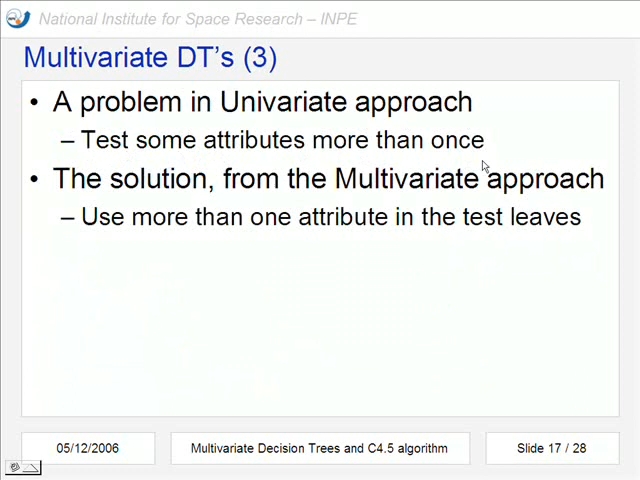 National Institute for Space Research – INPE
Multivariate DT's (3)
• A problem in Univariate approach
– Test some attributes more than once
• The solution, from the Multivariate approach
– Use more than one attribute in the test leaves
05/12/2006
Multivariate Decision Trees and C4.5 algorithm
Slide 17 / 28